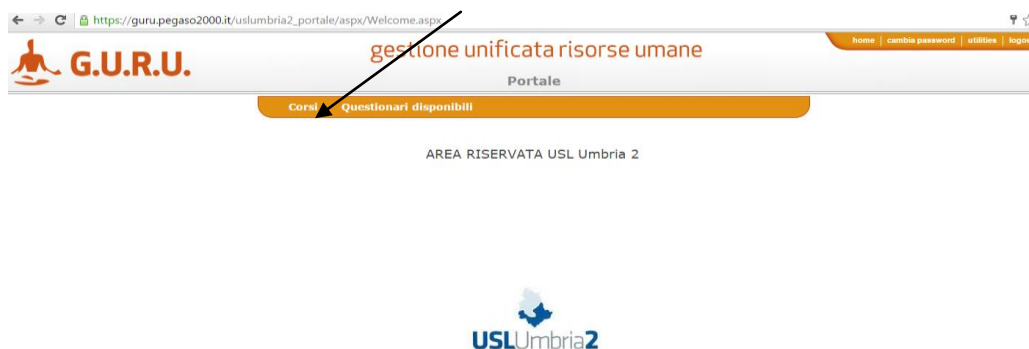 https://guru.pegaso2000.it/uslumbria2_portale/aspx/Welcome.aspx
G.U.R.U.
gestione unificata risorse umane
Portale
home | cambia password | utilities | logou
Corsi Questionari disponibili
AREA RISERVATA USL Umbria 2
USLUmbria2